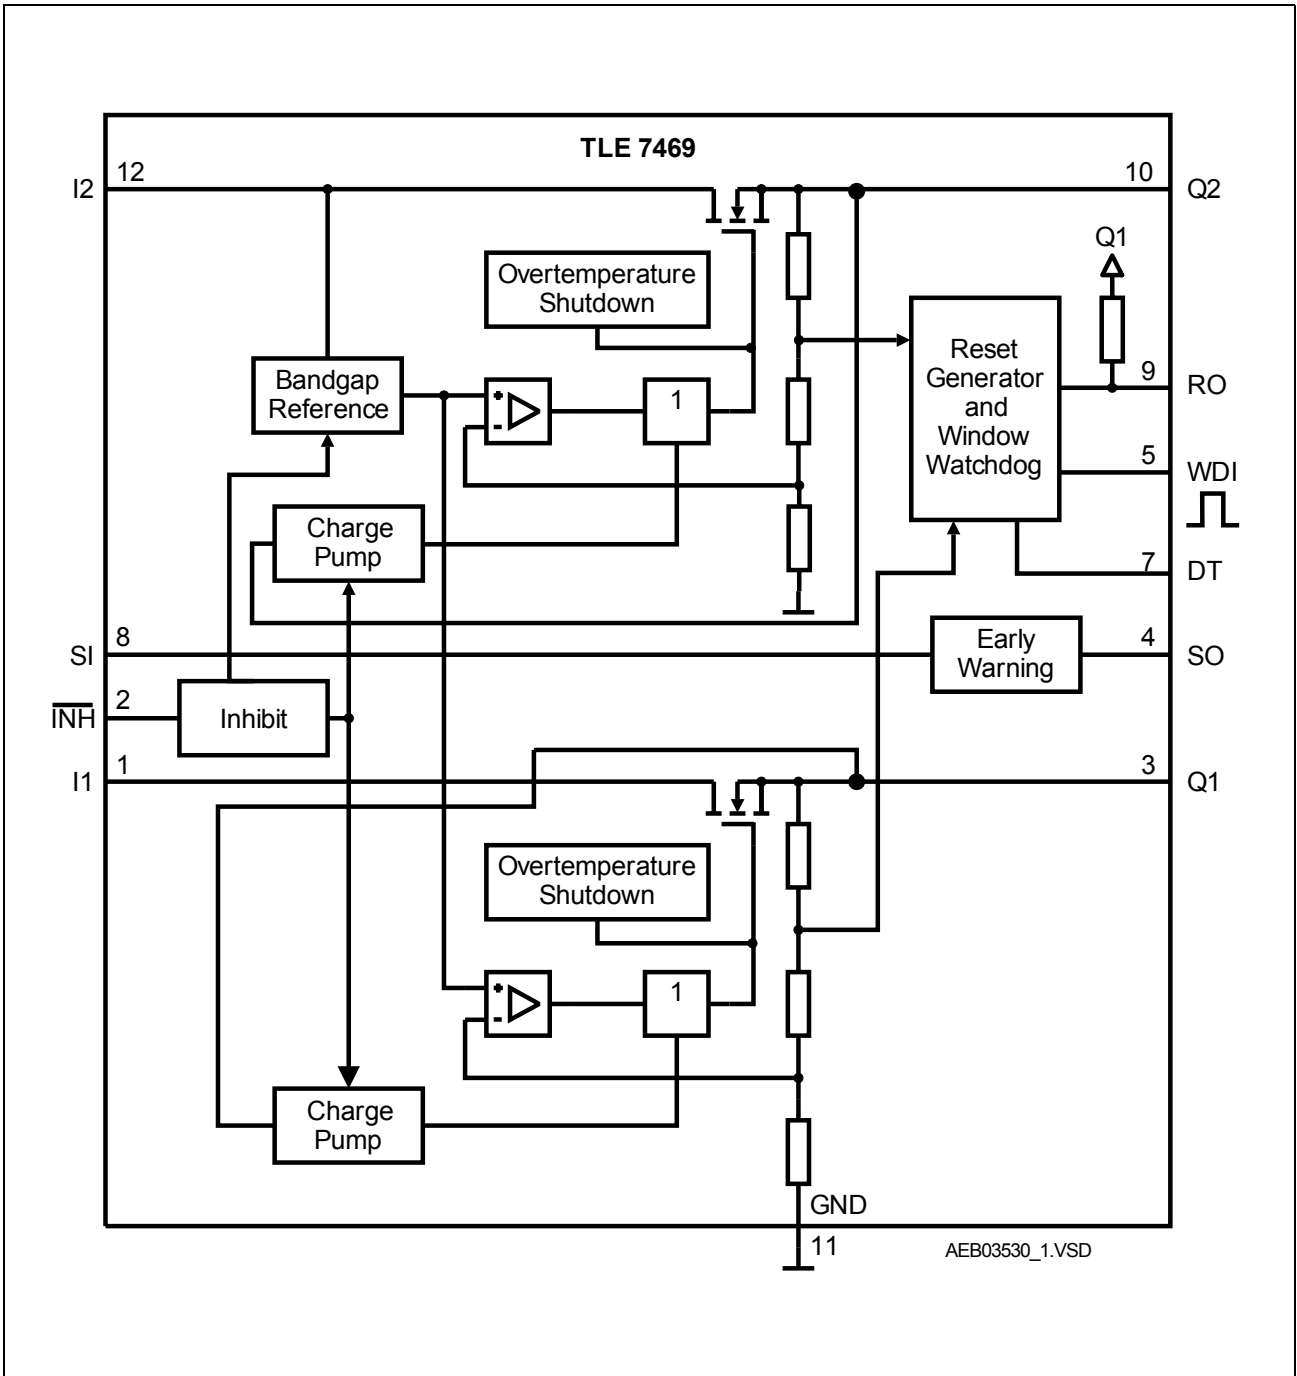 TLE 7469
I2
12
10
Q2
Q1
Overtemperature
Shutdown
Reset
Generator
and
Window
Watchdog
Bandgap
Reference
+
-
1
9
RO
5
WDI
Charge
Pump
7
DT
SI
8
Early
Warning
4
SO
INH
2
Inhibit
I1
1
3
Q1
Overtemperature
Shutdown
+
-
1
Charge
Pump
GND
11
AEB03530_1.VSD